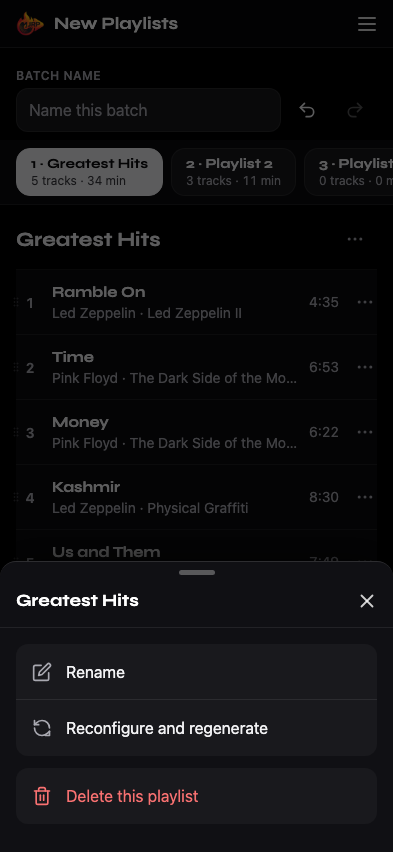 New Playlists
BATCH NAME
Name this batch
1 · Greatest Hits
5 tracks · 34 min
2 · Playlist 2
3 tracks · 11 min
3 · Playlist
0 tracks · 0 m
Greatest Hits
1
Ramble On
4:35
Led Zeppelin · Led Zeppelin II
2
Time
6:53
Pink Floyd · The Dark Side of the Mo...
3
Money
6:22
Pink Floyd · The Dark Side of the Mo...
4
Kashmir
8:30
Led Zeppelin · Physical Graffiti
Us and Them
Greatest Hits
Rename
Reconfigure and regenerate
Delete this playlist